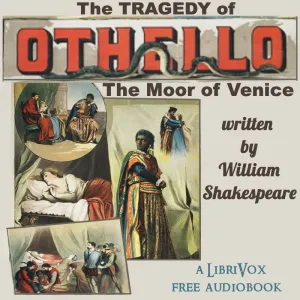 The TRAGEDY of
OTHELLO
The Moor of Venice
written
by
William
Shakespeare
a LibriVox
free audiobook